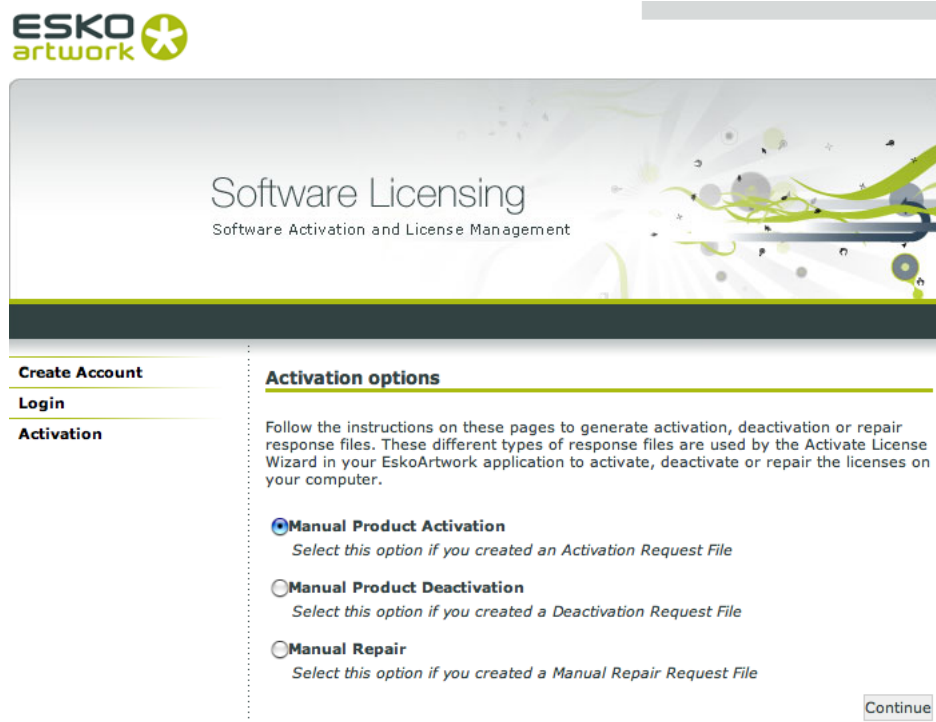 ESKO
artwork
Software Licensing
Software Activation and License Management
Create Account
Login
Activation
Activation options
Follow the instructions on these pages to generate activation, deactivation or repair
response files. These different types of response files are used by the Activate License
Wizard in your EskoArtwork application to activate, deactivate or repair the licenses on
your computer.
Manual Product Activation
Select this option if you created an Activation Request File
Manual Product Deactivation
Select this option if you created a Deactivation Request File
Manual Repair
Select this option if you created a Manual Repair Request File
Continue